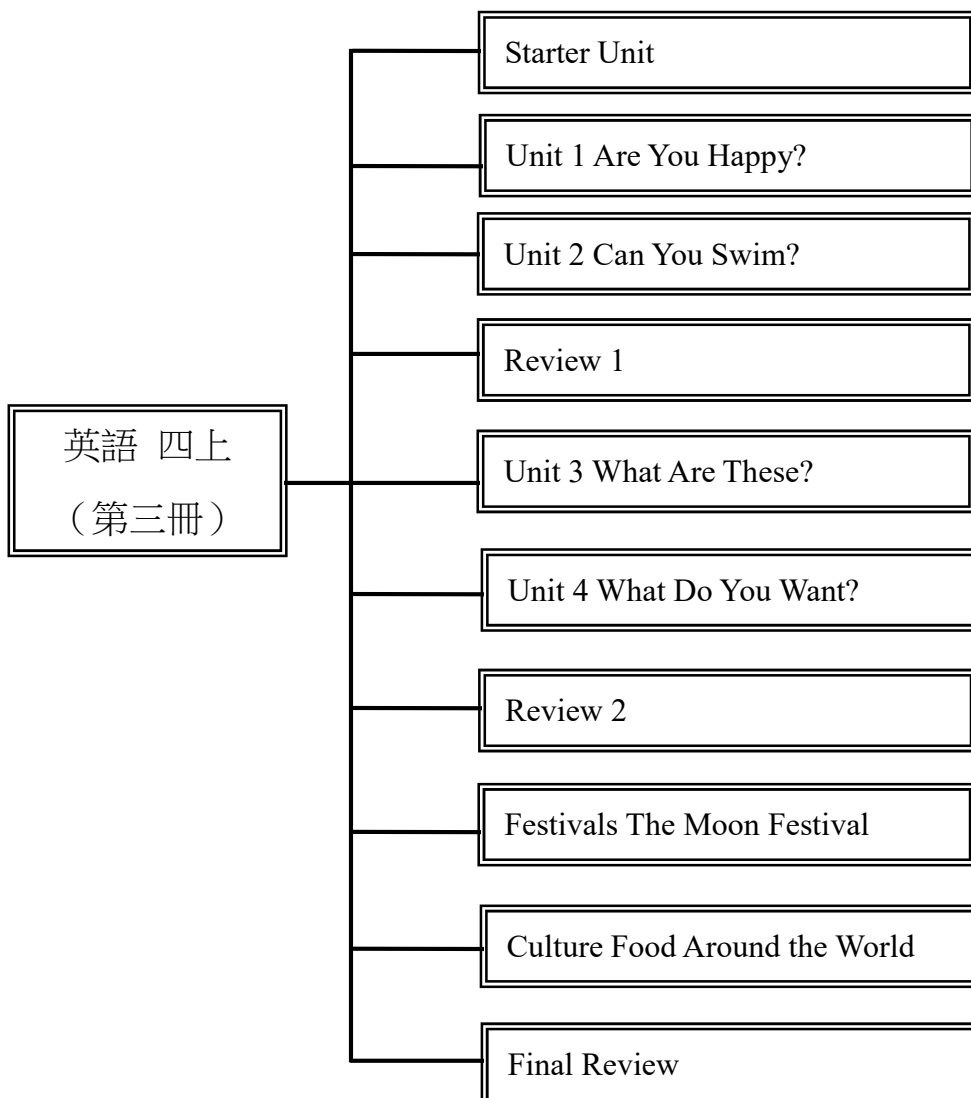 英語 四上
（第三冊）
Starter Unit
Unit 1 Are You Happy?
Unit 2 Can You Swim?
Review 1
Unit 3 What Are These?
Unit 4 What Do You Want?
Review 2
Festivals The Moon Festival
Culture Food Around the World
Final Review